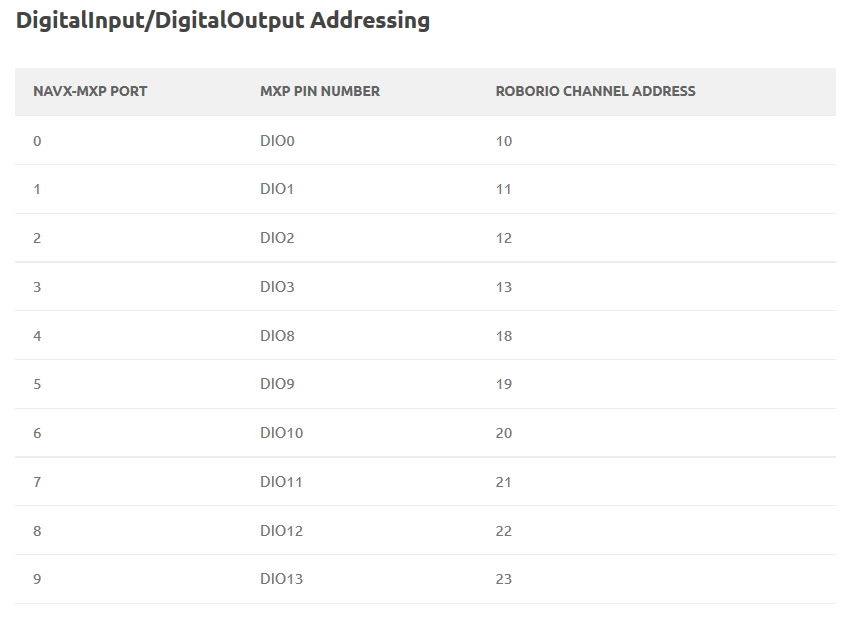 DigitalInput/DigitalOutput Addressing
NAVX-MXP PORT MXP PIN NUMBER ROBORIO CHANNEL ADDRESS
0 DIO0 10
1 DIO1 11
2 DIO2 12
3 DIO3 13
4 DIO8 18
5 DIO9 19
6 DIO10 20
7 DIO11 21
8 DIO12 22
9 DIO13 23